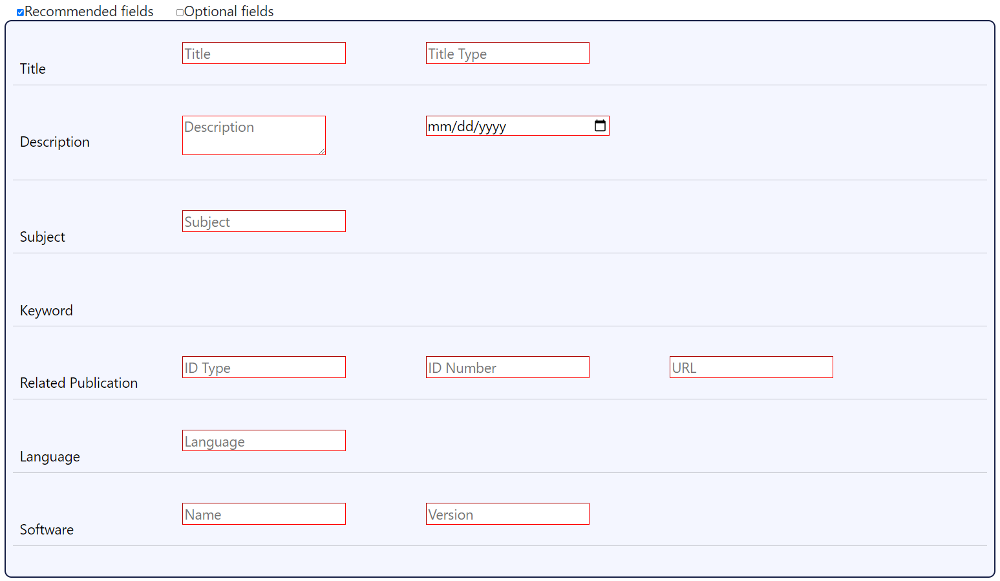 Recommended fields Optional fields
Title Title Title Type
Description Description mm/dd/yyyy
Subject Subject
Keyword
Related Publication ID Type ID Number URL
Language Language
Software Name Version